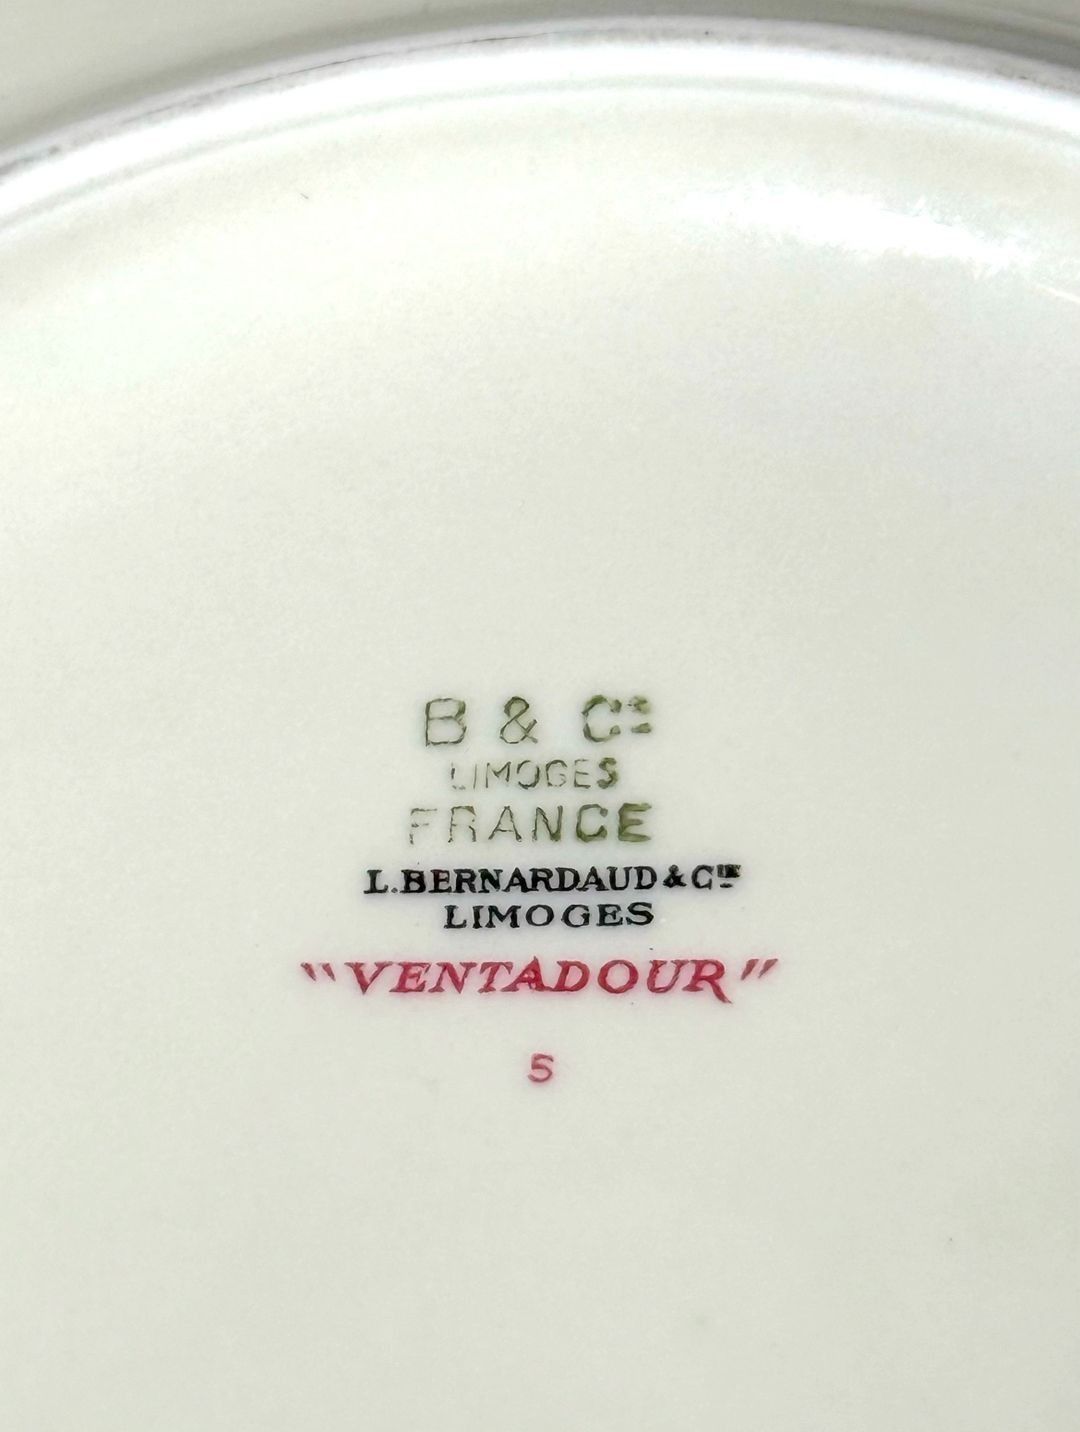 B & Cie
LIMOGES
FRANCE
L. BERNARDAUD & CIE
LIMOGES
"VENTADOUR"
5